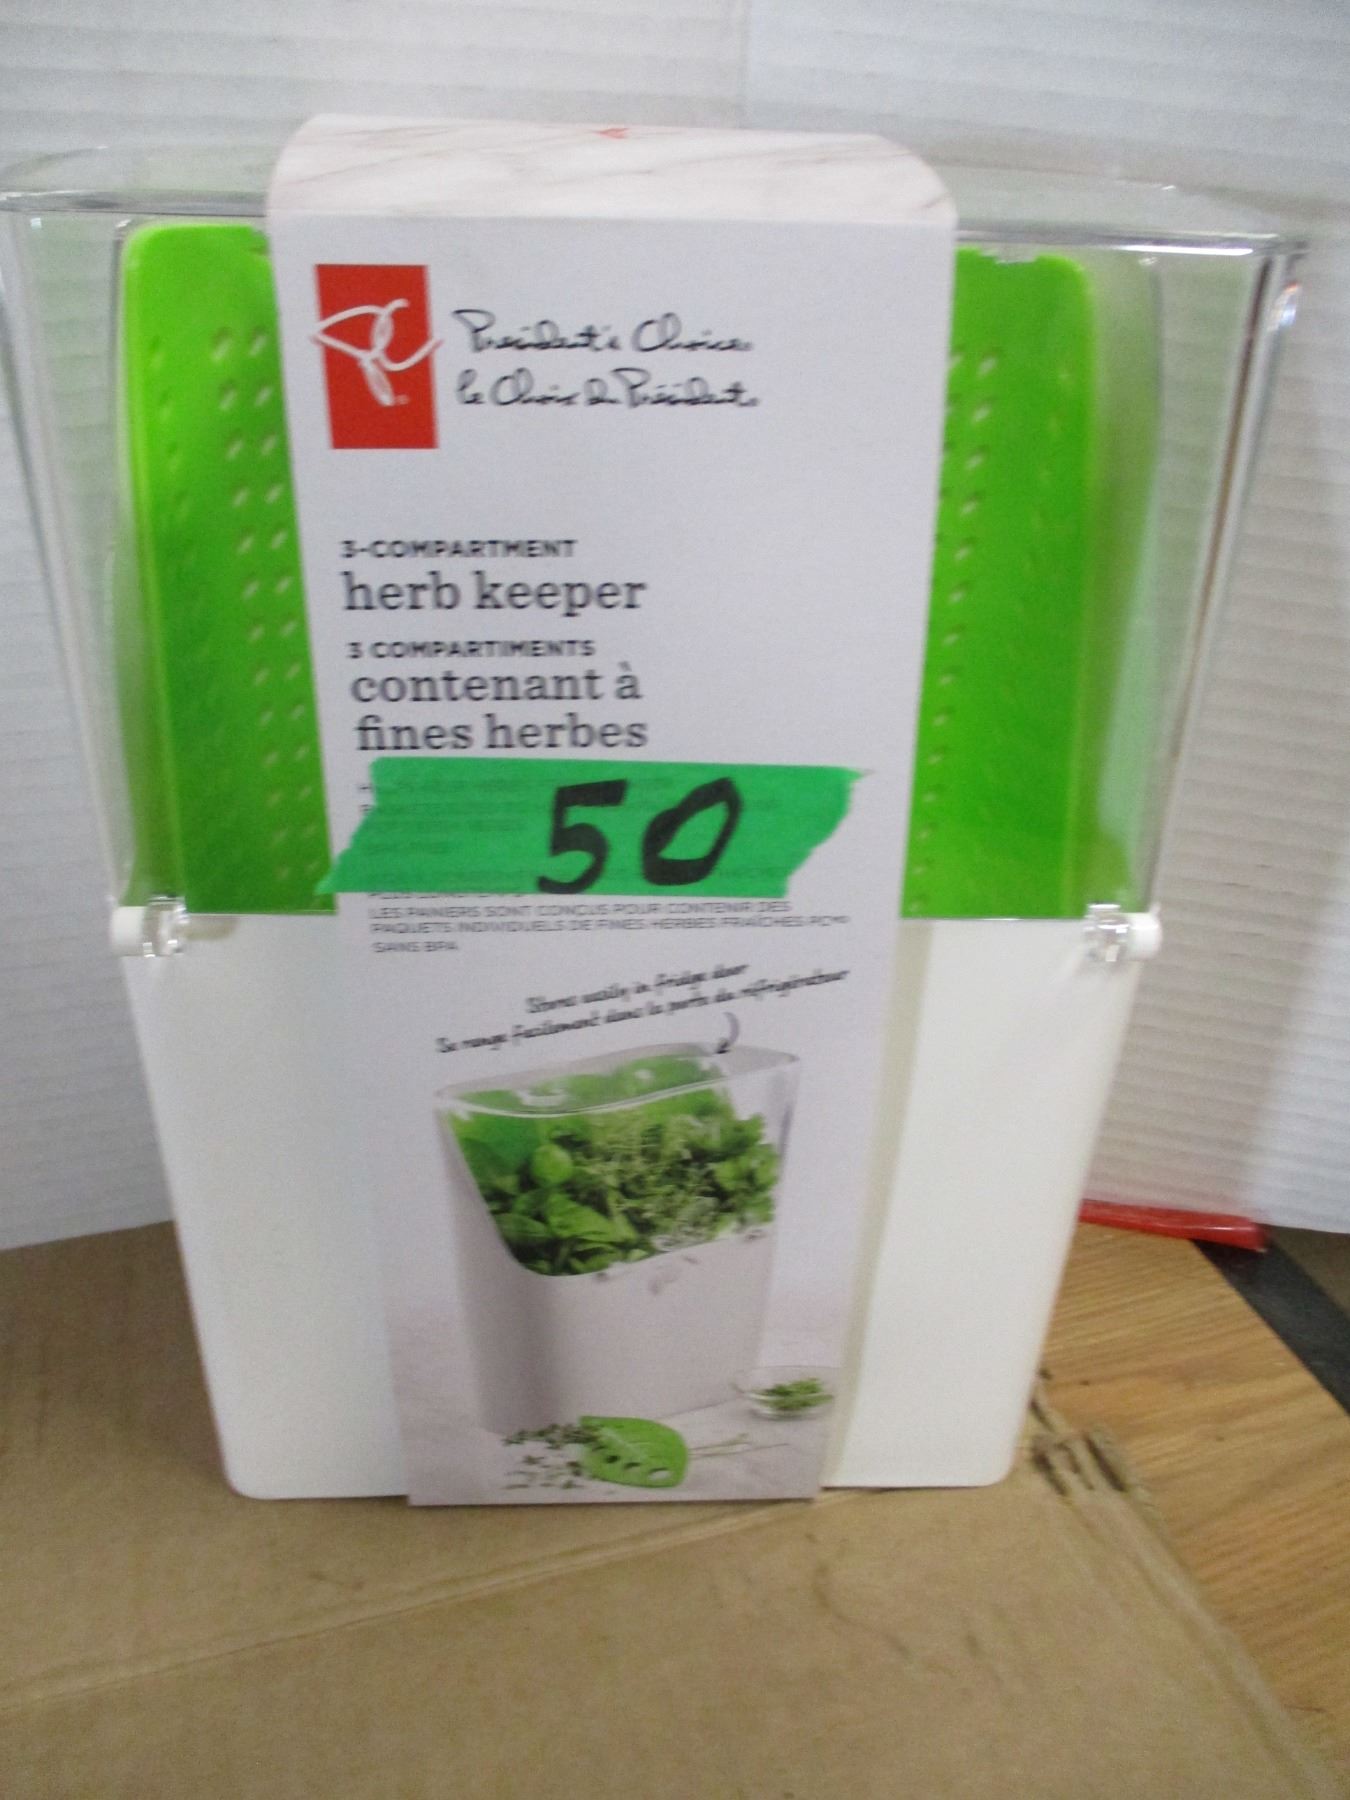 President's Choice
le Choix du Président
3-COMPARTMENT
herb keeper
3 COMPARTIMENTS
contenant à
fines herbes
50
LES PANIERS SONT CONÇUS POUR CONTENIR DES
PAQUETS INDIVIDUELS DE FINES HERBES FRAÎCHES PCMD
SANS BPA
Stores easily in fridge door
Se range facilement dans la porte du réfrigérateur